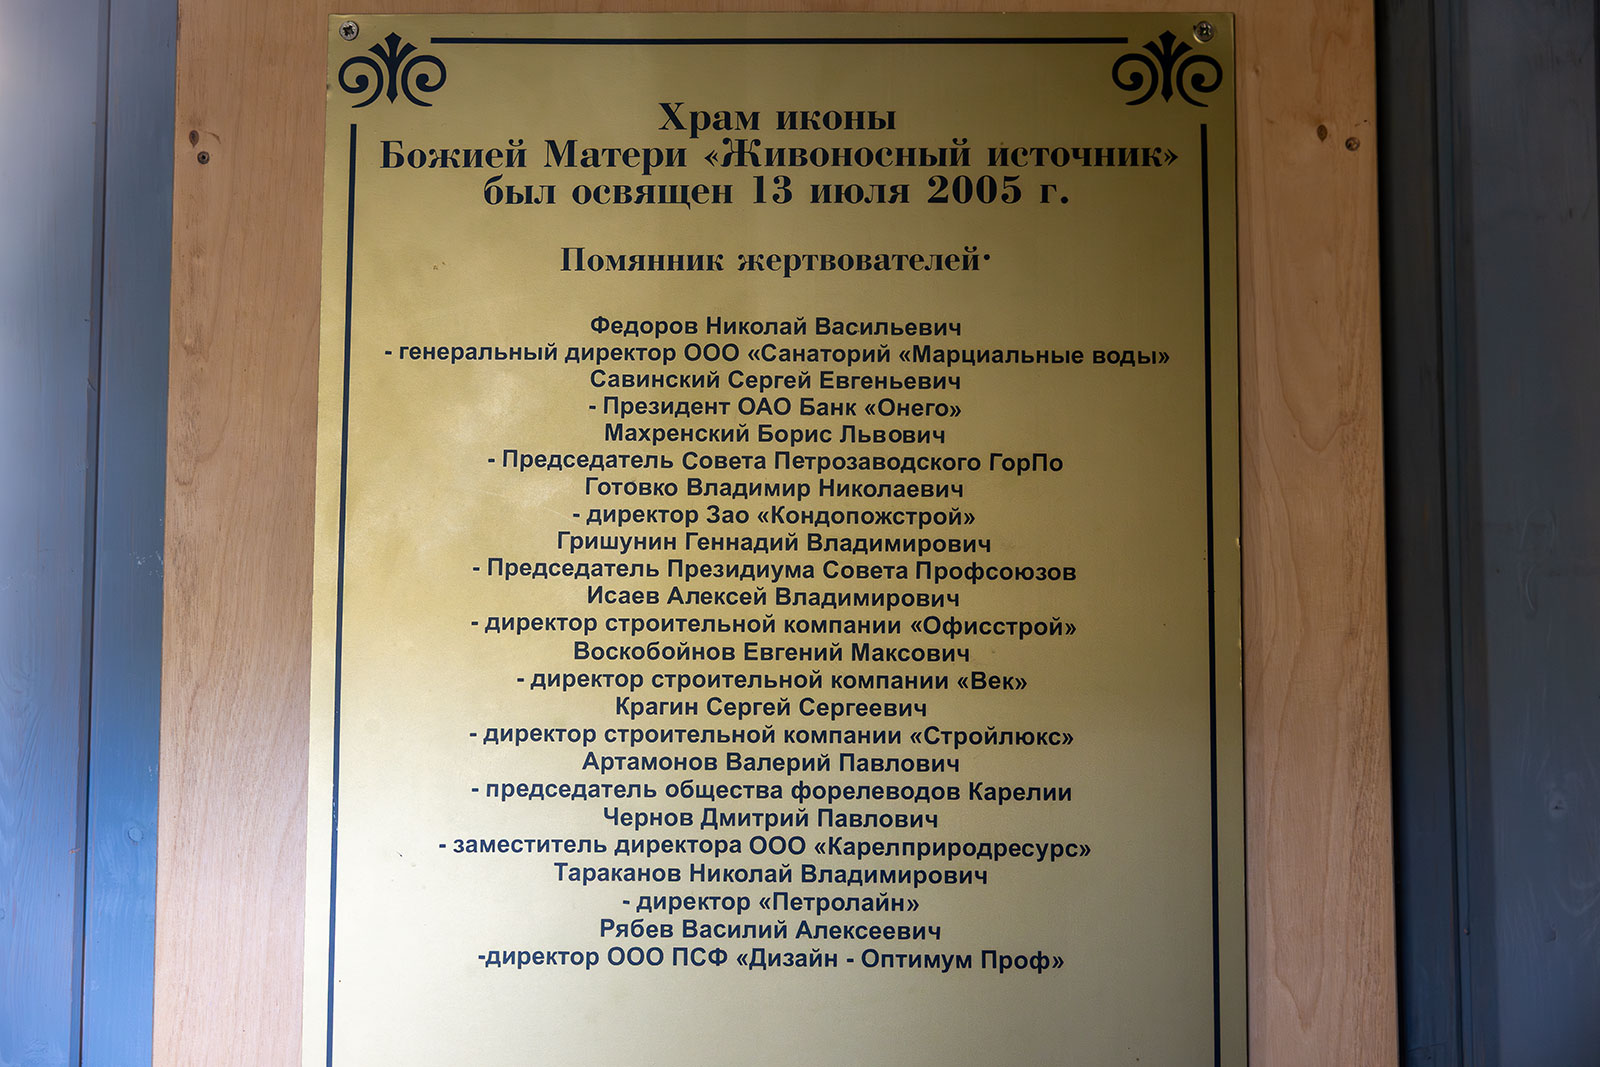 Храм иконы
Божией Матери «Живоносный источник»
был освящен 13 июля 2005 г.
Помянник жертвователей·
Федоров Николай Васильевич
- генеральный директор ООО «Санаторий «Марциальные воды»
Савинский Сергей Евгеньевич
- Президент ОАО Банк «Онего»
Махренский Борис Львович
- Председатель Совета Петрозаводского ГорПо
Готовко Владимир Николаевич
- директор Зао «Кондопожстрой»
Гришунин Геннадий Владимирович
- Председатель Президиума Совета Профсоюзов
Исаев Алексей Владимирович
- директор строительной компании «Офисстрой»
Воскобойнов Евгений Максович
- директор строительной компании «Век»
Крагин Сергей Сергеевич
- директор строительной компании «Стройлюкс»
Артамонов Валерий Павлович
- председатель общества форелеводов Карелии
Чернов Дмитрий Павлович
- заместитель директора ООО «Карелприродресурс»
Тараканов Николай Владимирович
- директор «Петролайн»
Рябев Василий Алексеевич
-директор ООО ПСФ «Дизайн - Оптимум Проф»